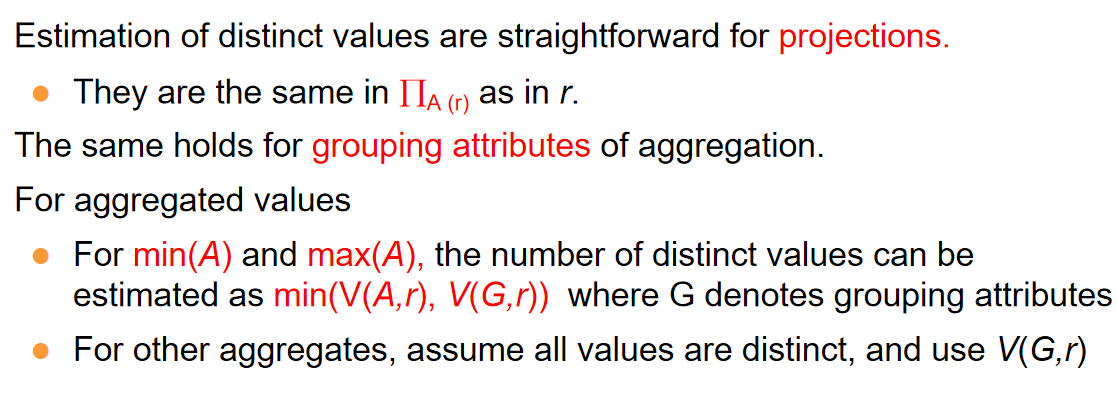 Estimation of distinct values are straightforward for projections.
• They are the same in ∏A (r) as in r.
The same holds for grouping attributes of aggregation.
For aggregated values
• For min(A) and max(A), the number of distinct values can be
estimated as min(V(A,r), V(G,r)) where G denotes grouping attributes
• For other aggregates, assume all values are distinct, and use V(G,r)